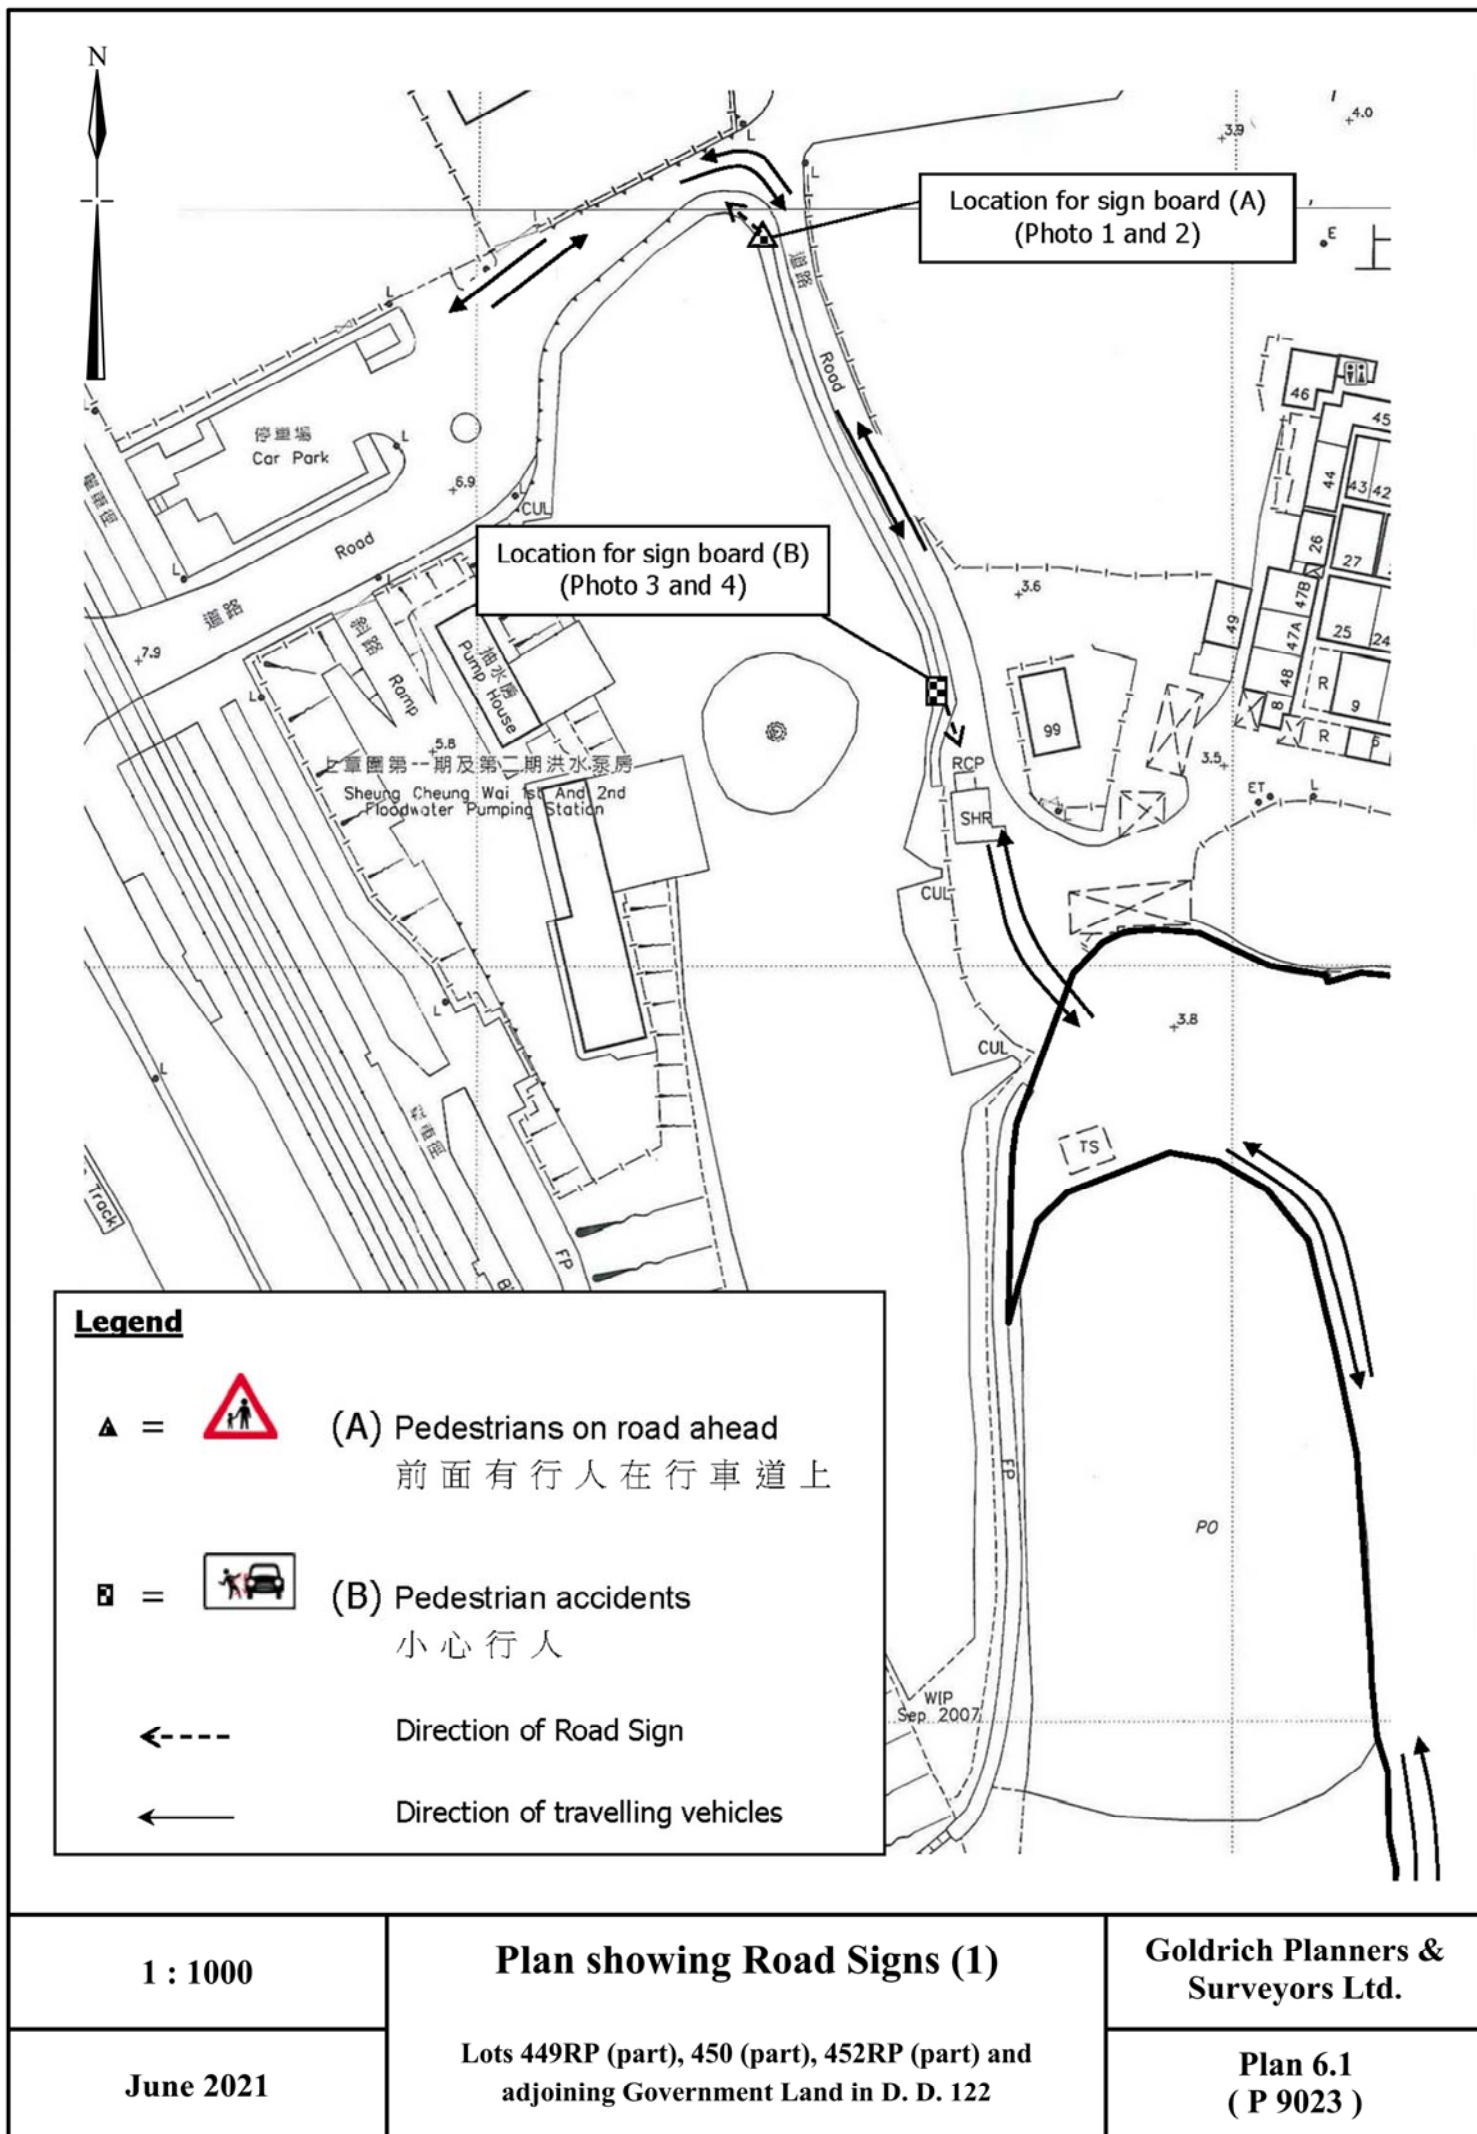 N
Location for sign board (A)
(Photo 1 and 2)
3.9
4.0
L
L
E
道路
Road
L
L
停車場
Car Park
L
6.9
L
CUL
L
Road
道路
L
7.9
Location for sign board (B)
(Photo 3 and 4)
3.6
46
45
44
43
42
26
27
47B
47A
25
24
49
48
8
R
9
R
6
99
3.5
ET
L
斜路
Ramp
抽水房
Pump House
L
5.8
上章圍第一期及第二期洪水泵房
Sheung Cheung Wai 1st And 2nd
Floodwater Pumping Station
RCP
SHR
L
CUL
CUL
3.8
L
L
TS
Track
FP
FP
PO
WIP
Sep 2007
Legend
= (A) Pedestrians on road ahead
前面有行人在行車道上
= (B) Pedestrian accidents
小心行人
Direction of Road Sign
Direction of travelling vehicles
1 : 1000
Plan showing Road Signs (1)
Goldrich Planners &
Surveyors Ltd.
June 2021
Lots 449RP (part), 450 (part), 452RP (part) and
adjoining Government Land in D. D. 122
Plan 6.1
( P 9023 )